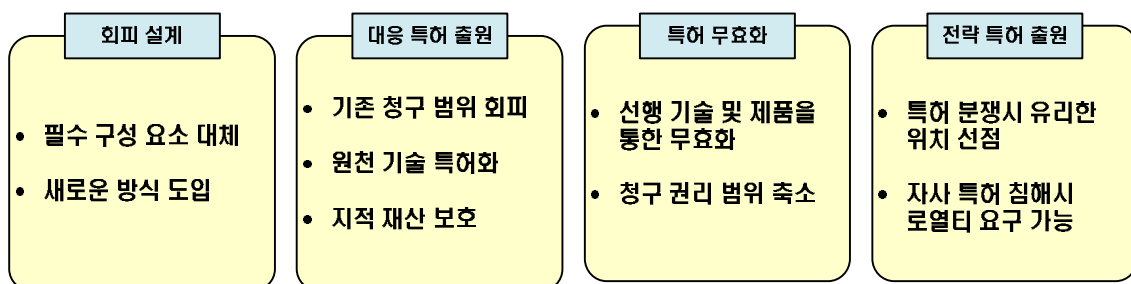 회피 설계
• 필수 구성 요소 대체
• 새로운 방식 도입
대응 특허 출원
• 기존 청구 범위 회피
• 원천 기술 특허화
• 지적 재산 보호
특허 무효화
• 선행 기술 및 제품을
통한 무효화
• 청구 권리 범위 축소
전략 특허 출원
• 특허 분쟁시 유리한
위치 선점
• 자사 특허 침해시
로열티 요구 가능